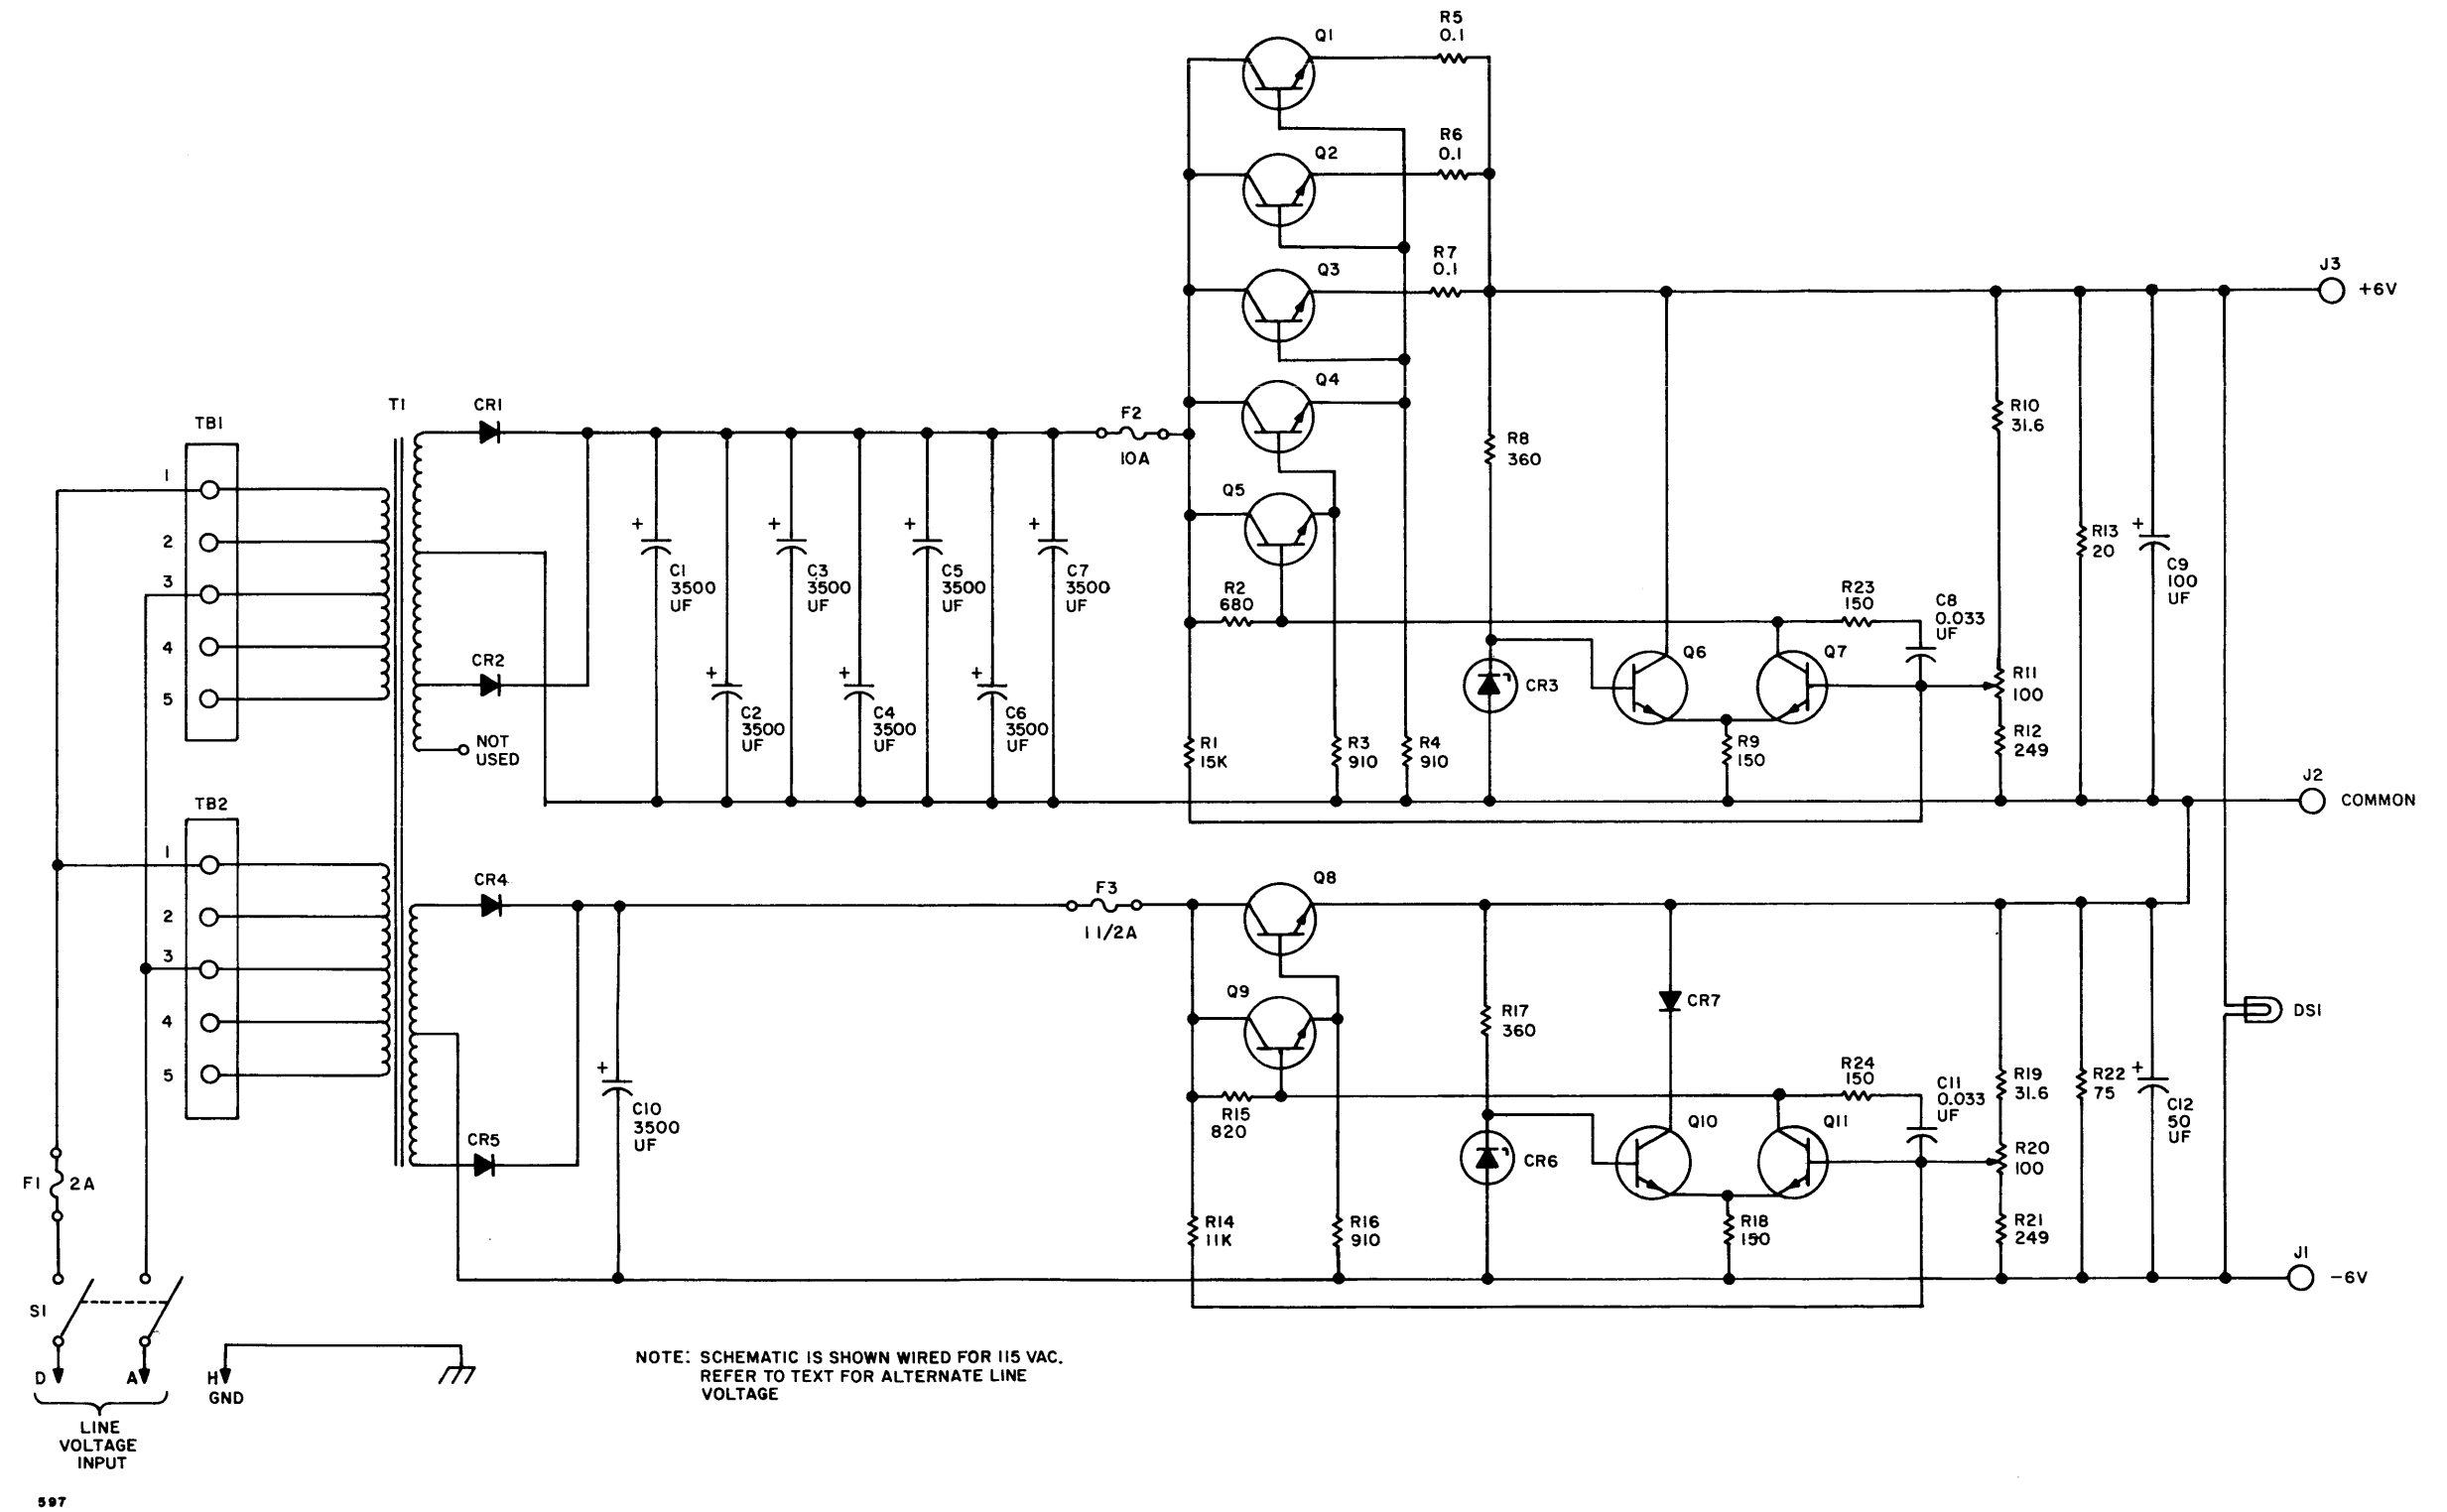 Q1
R5
0.1
Q2
R6
0.1
Q3
R7
0.1
J3
+6V
Q4
T1
CR1
F2
10A
TB1
1
2
3
4
5
R8
360
R10
31.6
Q5
R13
20
+
C9
100
UF
+
C1
3500
UF
+
C3
3500
UF
+
C5
3500
UF
+
C7
3500
UF
R2
680
R23
150
C8
0.033
UF
CR2
+
C2
3500
UF
+
C4
3500
UF
+
C6
3500
UF
Q6
Q7
CR3
R11
100
R12
249
NOT
USED
R1
15K
R3
910
R4
910
R9
150
J2
COMMON
TB2
1
2
3
4
5
CR4
F3
1 1/2A
Q8
Q9
CR7
R17
360
DS1
+
C10
3500
UF
R15
820
R24
150
C11
0.033
UF
R19
31.6
R22
75
+
C12
50
UF
CR5
Q10
Q11
CR6
R20
100
F1
2A
R14
11K
R16
910
R18
150
R21
249
J1
-6V
S1
D
A
H
GND
LINE
VOLTAGE
INPUT
NOTE: SCHEMATIC IS SHOWN WIRED FOR 115 VAC.
REFER TO TEXT FOR ALTERNATE LINE
VOLTAGE
597